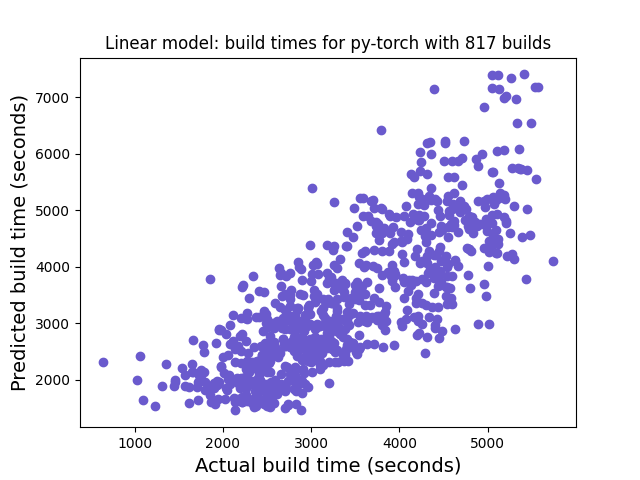 Linear model: build times for py-torch with 817 builds
Predicted build time (seconds)
7000
6000
5000
4000
3000
2000
1000 2000 3000 4000 5000
Actual build time (seconds)